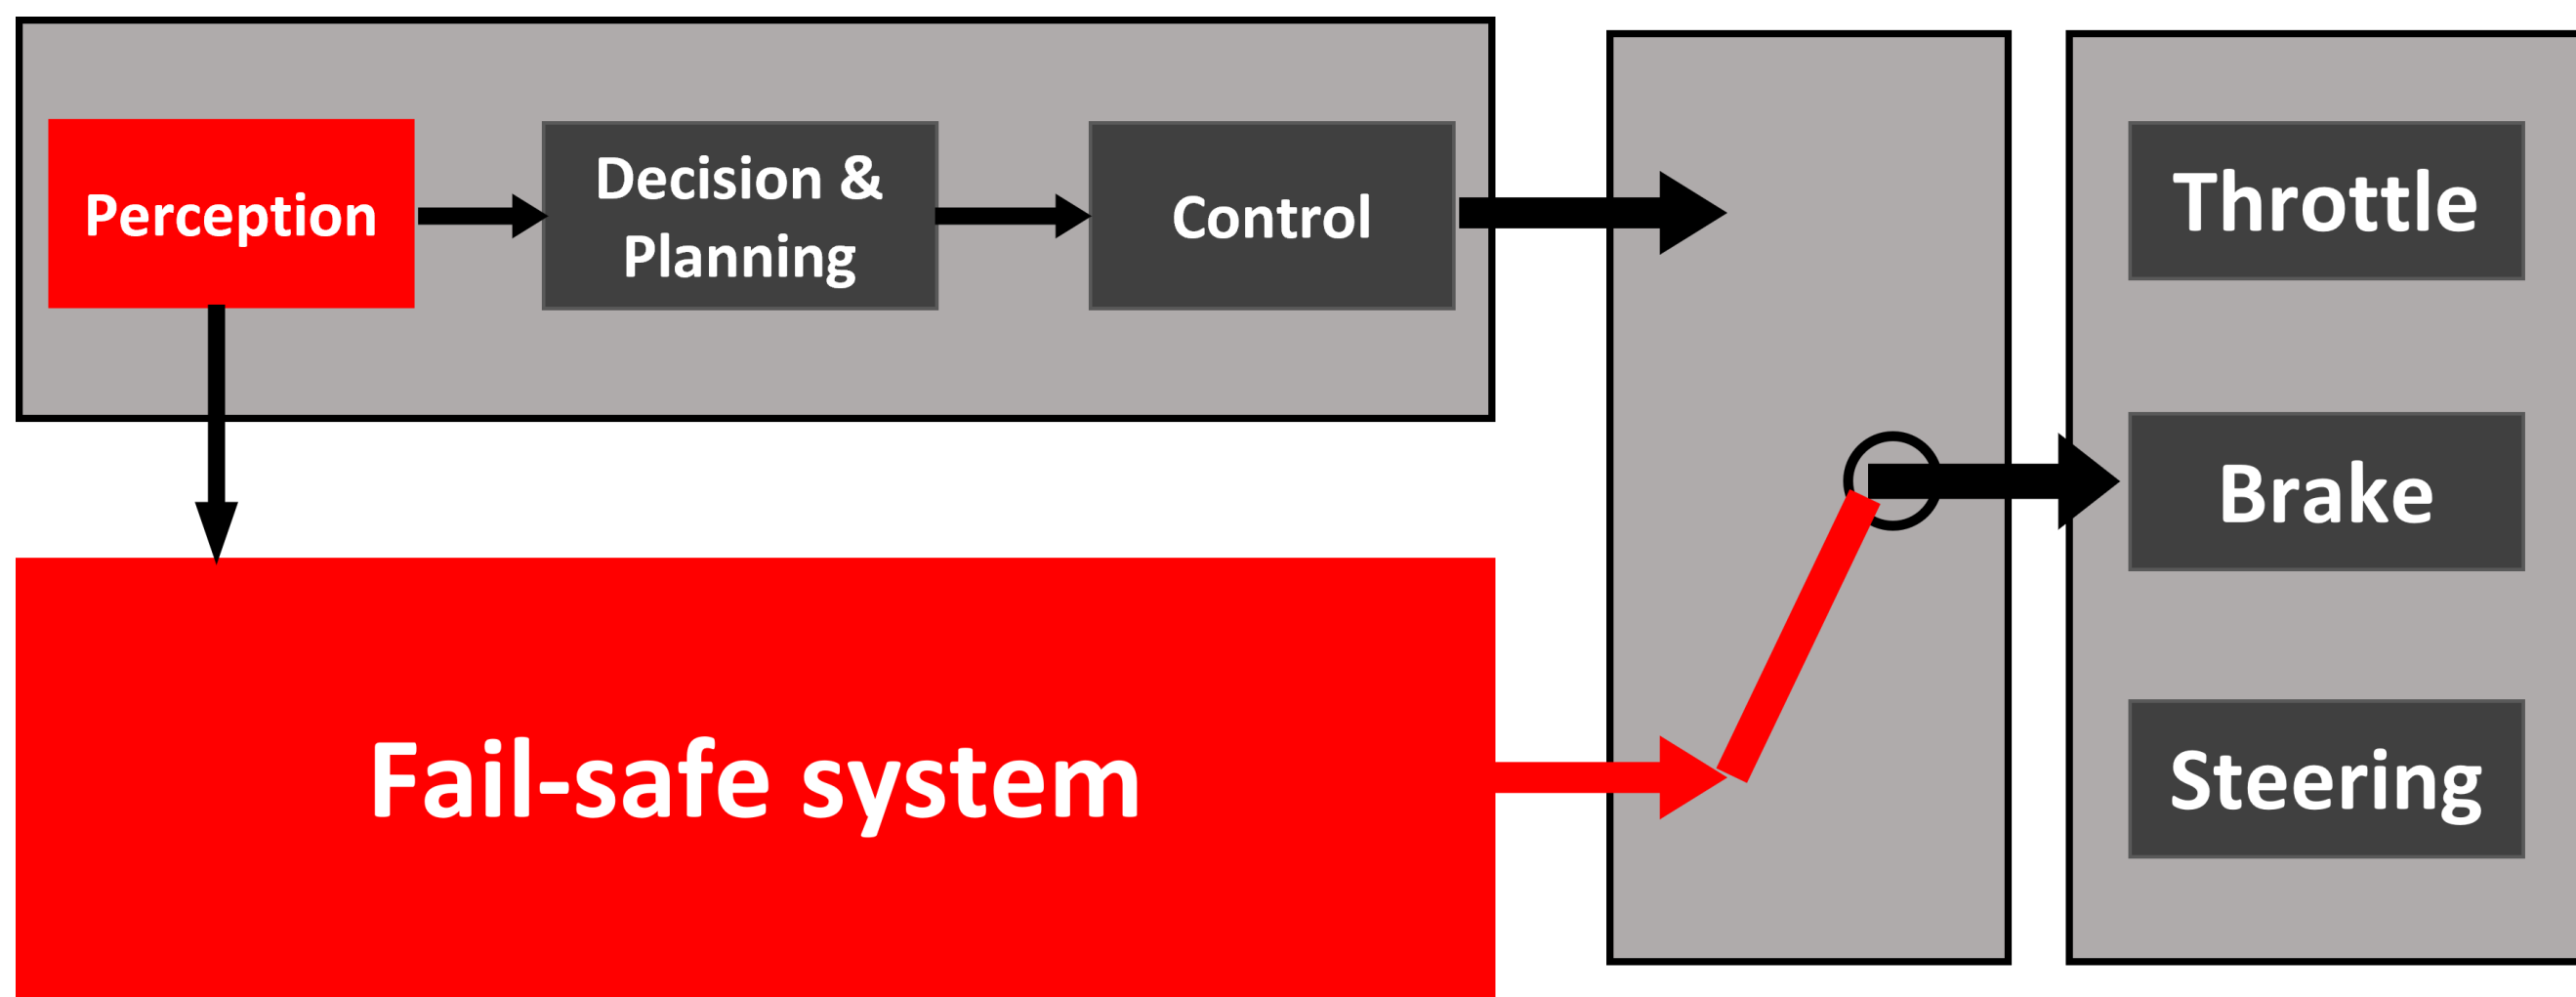 Perception
Decision &
Planning
Control
Throttle
Brake
Steering
Fail-safe system